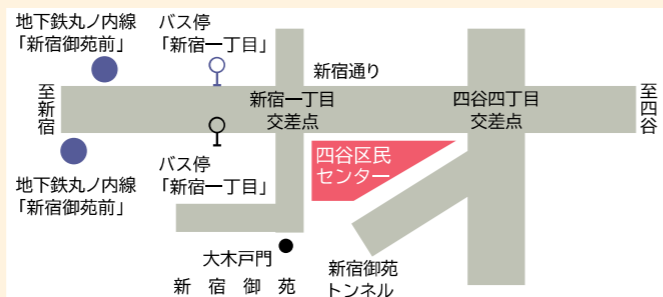 地下鉄丸ノ内線
「新宿御苑前」
バス停
「新宿一丁目」
新宿通り
至新宿
新宿一丁目
交差点
四谷四丁目
交差点
至四谷
四谷区民
センター
バス停
「新宿一丁目」
地下鉄丸ノ内線
「新宿御苑前」
大木戸門
新宿御苑
新宿御苑
トンネル